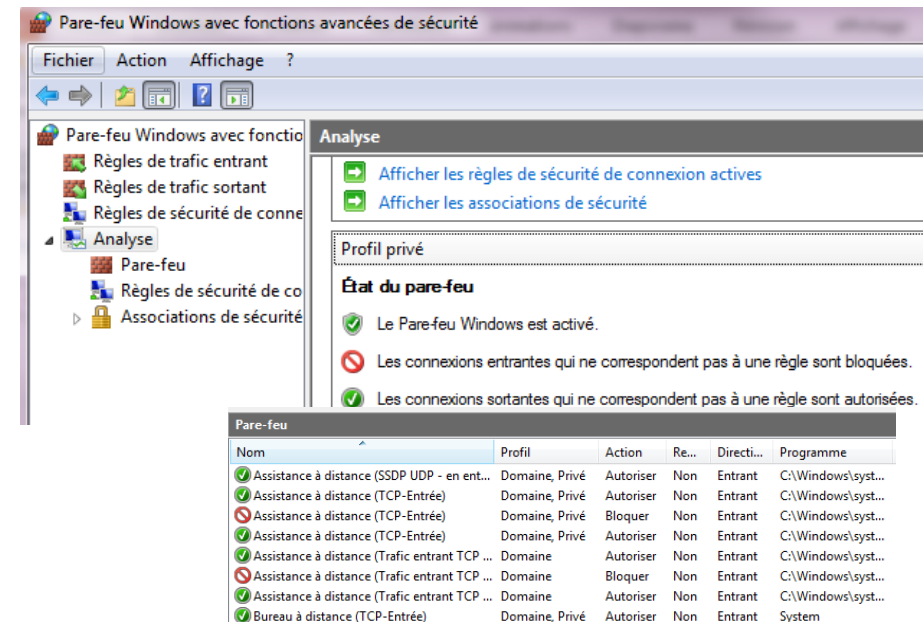 Pare-feu Windows avec fonctions avancées de sécurité
Fichier Action Affichage ?
Pare-feu Windows avec fonctio
Règles de trafic entrant
Règles de trafic sortant
Règles de sécurité de conne
Analyse
Pare-feu
Règles de sécurité de co
Associations de sécurité
Analyse
Afficher les règles de sécurité de connexion actives
Afficher les associations de sécurité
Profil privé
État du pare-feu
Le Pare-feu Windows est activé.
Les connexions entrantes qui ne correspondent pas à une règle sont bloquées.
Les connexions sortantes qui ne correspondent pas à une règle sont autorisées.
Pare-feu
Nom Profil Action Re... Directi... Programme
Assistance à distance (SSDP UDP - en ent... Domaine, Privé Autoriser Non Entrant C:\Windows\syst...
Assistance à distance (TCP-Entrée) Domaine, Privé Autoriser Non Entrant C:\Windows\syst...
Assistance à distance (TCP-Entrée) Domaine, Privé Bloquer Non Entrant C:\Windows\syst...
Assistance à distance (TCP-Entrée) Domaine, Privé Autoriser Non Entrant C:\Windows\syst...
Assistance à distance (Trafic entrant TCP ... Domaine Autoriser Non Entrant C:\Windows\syst...
Assistance à distance (Trafic entrant TCP ... Domaine Bloquer Non Entrant C:\Windows\syst...
Assistance à distance (Trafic entrant TCP ... Domaine Autoriser Non Entrant C:\Windows\syst...
Bureau à distance (TCP-Entrée) Domaine, Privé Autoriser Non Entrant System